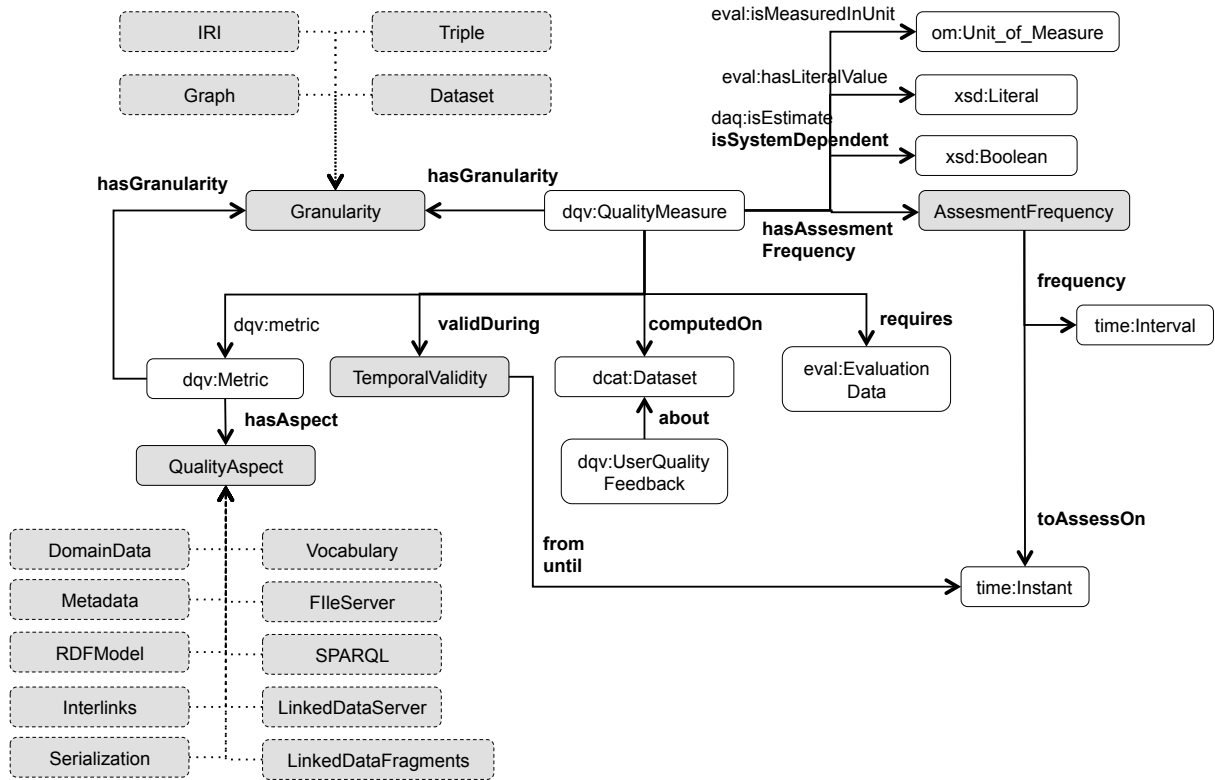 eval:isMeasuredInUnit
IRI
Triple
om:Unit_of_Measure
eval:hasLiteralValue
Graph
Dataset
xsd:Literal
daq:isEstimate
isSystemDependent
xsd:Boolean
hasGranularity
hasGranularity
Granularity
dqv:QualityMeasure
AssesmentFrequency
hasAssesment
Frequency
frequency
dqv:metric
validDuring
computedOn
requires
time:Interval
dqv:Metric
TemporalValidity
dcat:Dataset
eval:Evaluation
Data
hasAspect
about
QualityAspect
dqv:UserQuality
Feedback
toAssessOn
DomainData
Vocabulary
from
until
Metadata
FIleServer
time:Instant
RDFModel
SPARQL
Interlinks
LinkedDataServer
Serialization
LinkedDataFragments